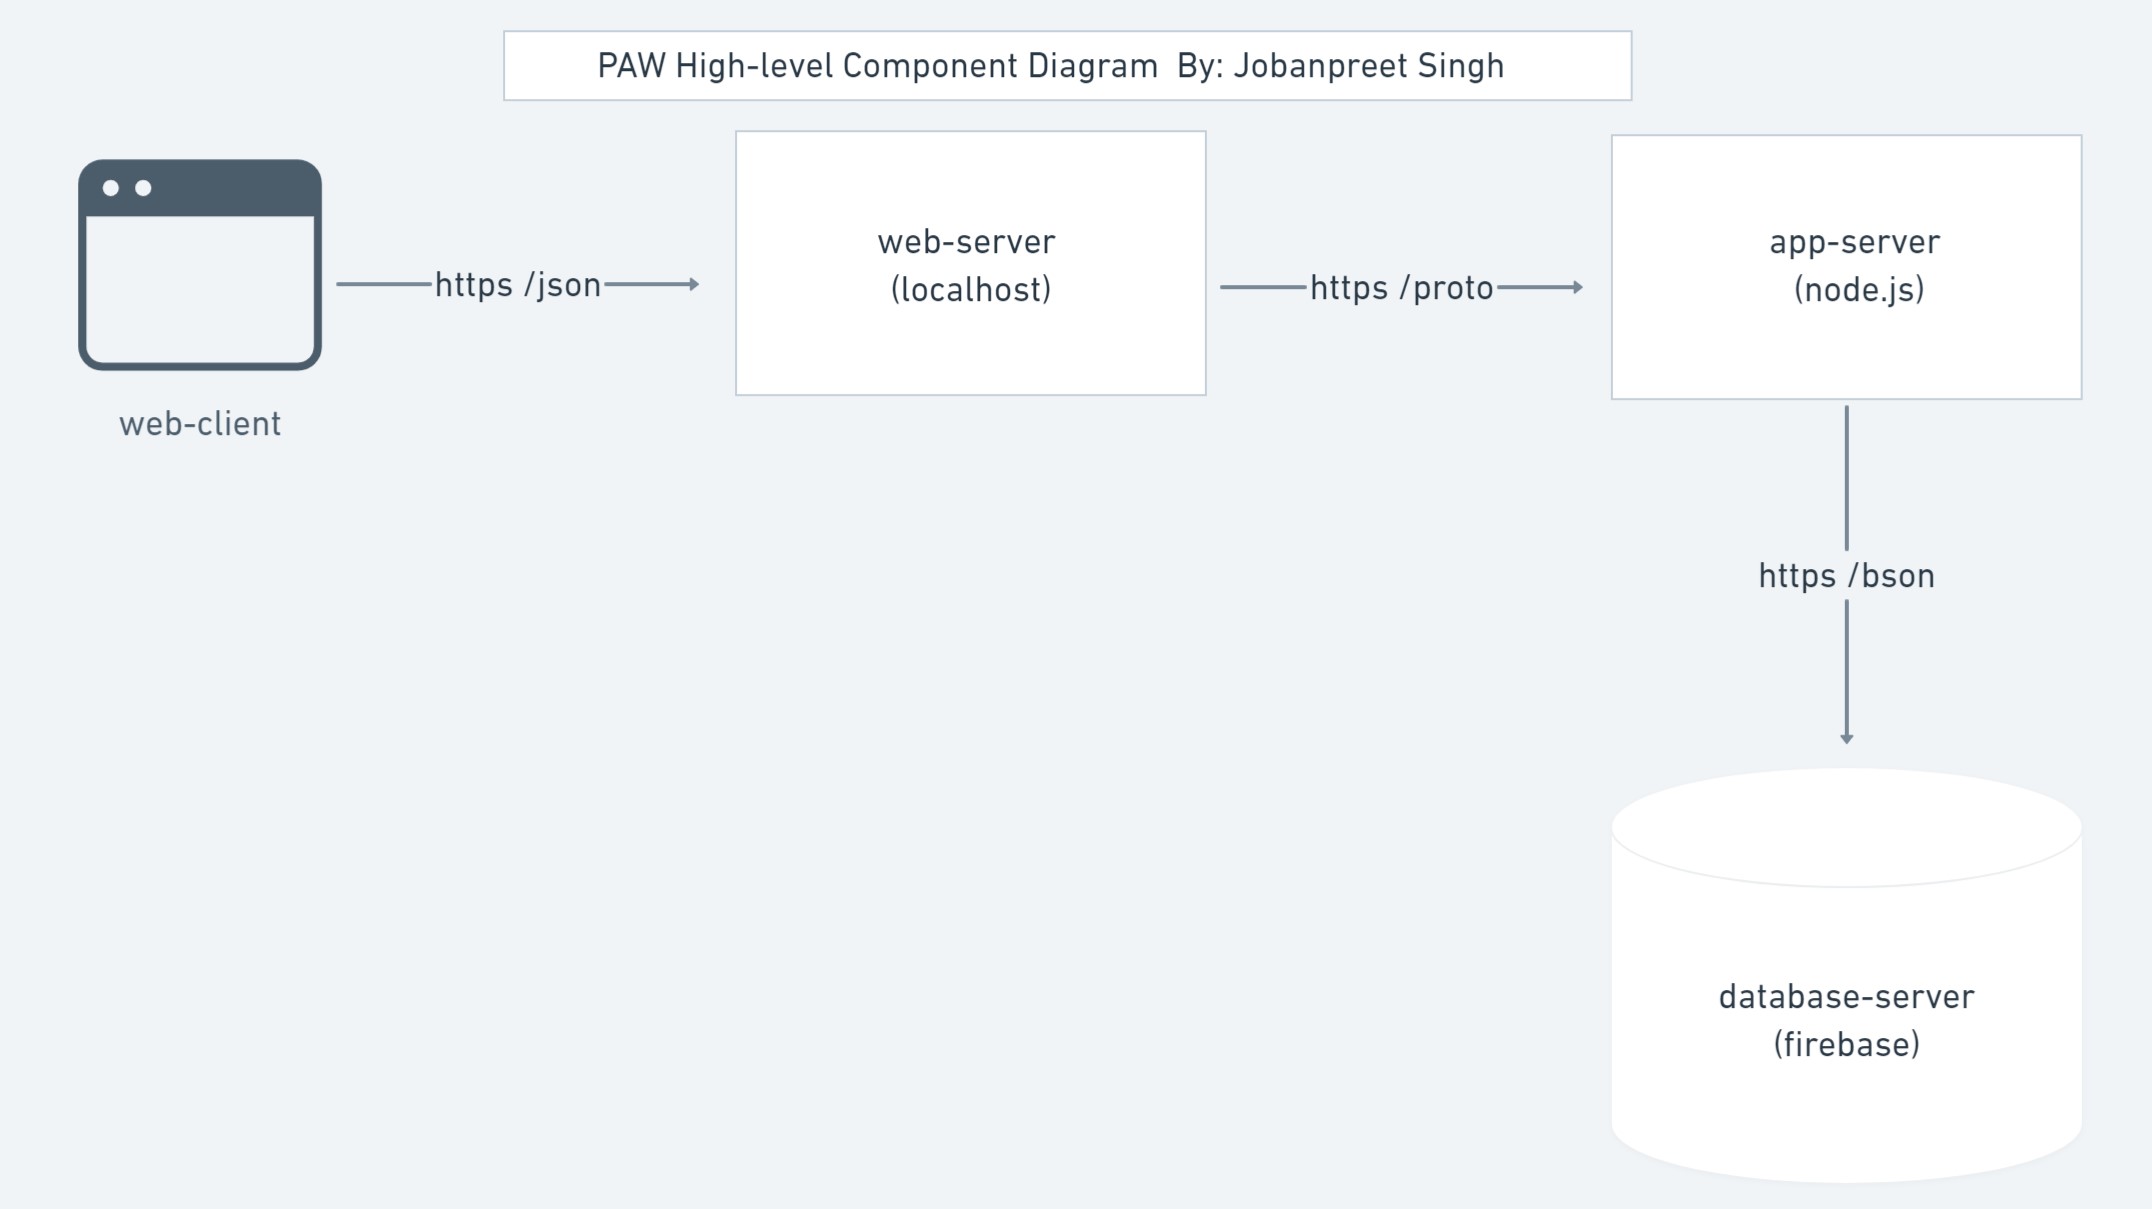 PAW High-level Component Diagram  By: Jobanpreet Singh
web-client
https /json
web-server
(localhost)
https /proto
app-server
(node.js)
https /bson
database-server
(firebase)